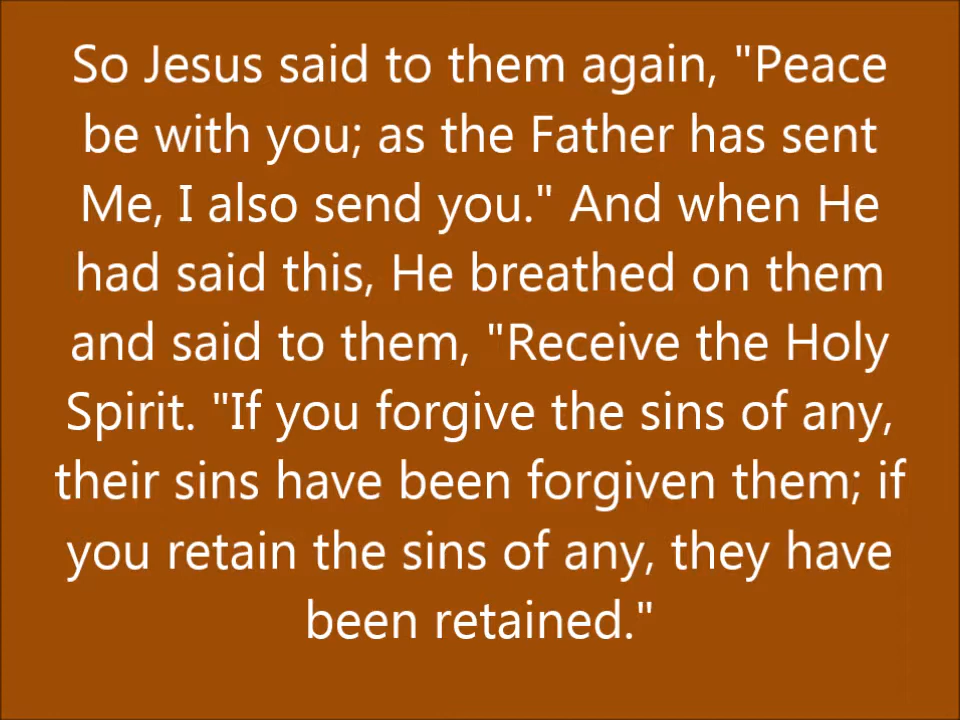 So Jesus said to them again, "Peace
be with you; as the Father has sent
Me, I also send you." And when He
had said this, He breathed on them
and said to them, "Receive the Holy
Spirit. "If you forgive the sins of any,
their sins have been forgiven them; if
you retain the sins of any, they have
been retained."